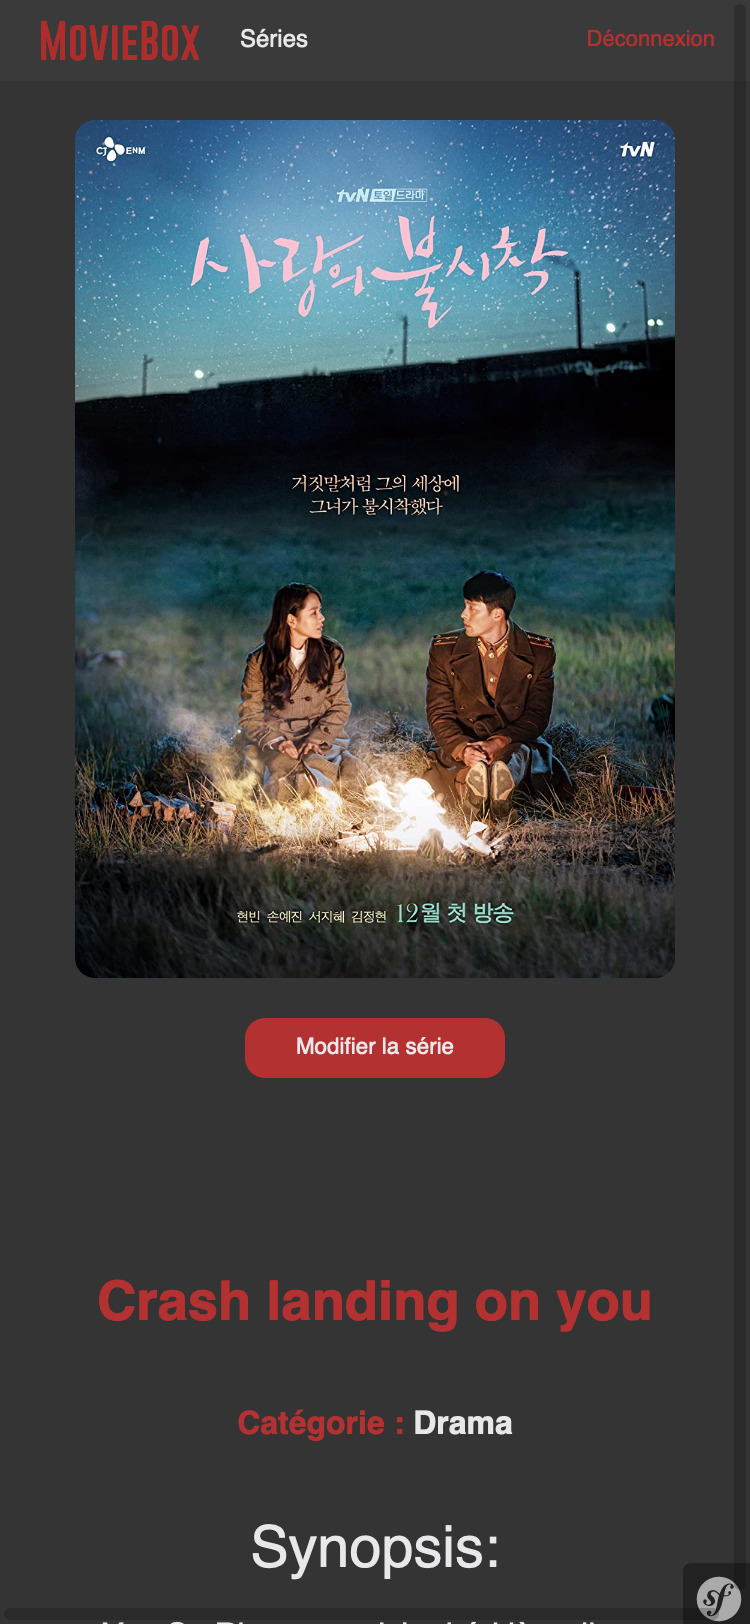 MOVIEBOX Séries Déconnexion
CJ ENM tvN
tvN 토일드라마
사랑의 불시착
거짓말처럼 그의 세상에
그녀가 불시착했다
현빈 손예진 서지혜 김정현 12월 첫 방송
Modifier la série
Crash landing on you
Catégorie : Drama
Synopsis:
sf